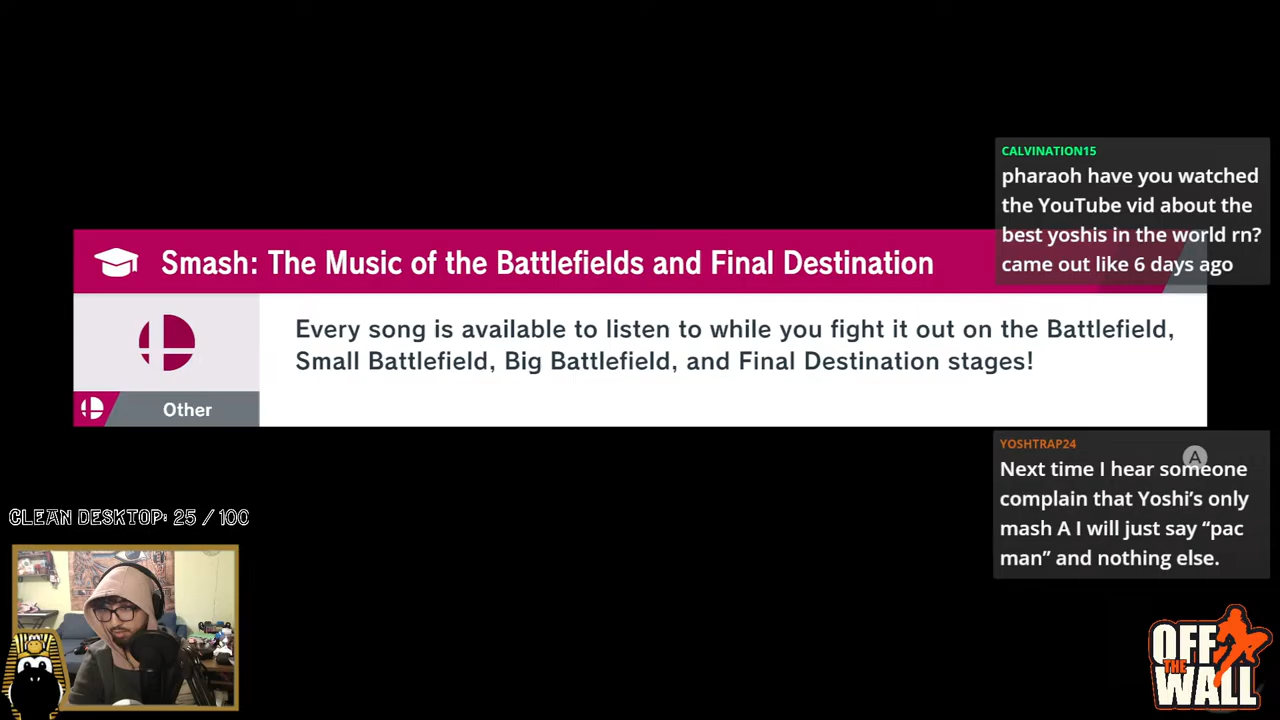 CALVINATION15
pharaoh have you watched
the YouTube vid about the
best yoshis in the world rn?
came out like 6 days ago
Smash: The Music of the Battlefields and Final Destination
Every song is available to listen to while you fight it out on the Battlefield,
Small Battlefield, Big Battlefield, and Final Destination stages!
Other
YOSHTRAP24
A
Next time I hear someone
complain that Yoshi’s only
mash A I will just say “pac
man” and nothing else.
CLEAN DESKTOP: 25 / 100
OFF
THE
WALL